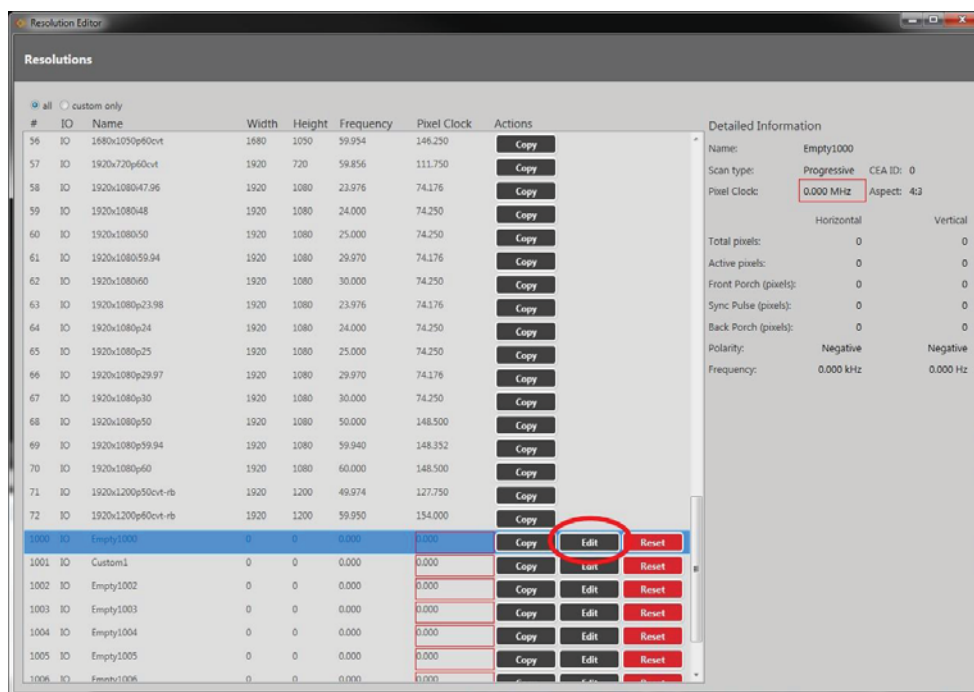 Resolution Editor
Resolutions
all custom only
# IO Name Width Height Frequency Pixel Clock Actions
56 IO 1680x1050p60cvt 1680 1050 59.954 146.250 Copy
57 IO 1920x720p60cvt 1920 720 59.856 111.750 Copy
58 IO 1920x1080i47.96 1920 1080 23.976 74.176 Copy
59 IO 1920x1080i48 1920 1080 24.000 74.250 Copy
60 IO 1920x1080i50 1920 1080 25.000 74.250 Copy
61 IO 1920x1080i59.94 1920 1080 29.970 74.176 Copy
62 IO 1920x1080i60 1920 1080 30.000 74.250 Copy
63 IO 1920x1080p23.98 1920 1080 23.976 74.176 Copy
64 IO 1920x1080p24 1920 1080 24.000 74.250 Copy
65 IO 1920x1080p25 1920 1080 25.000 74.250 Copy
66 IO 1920x1080p29.97 1920 1080 29.970 74.176 Copy
67 IO 1920x1080p30 1920 1080 30.000 74.250 Copy
68 IO 1920x1080p50 1920 1080 50.000 148.500 Copy
69 IO 1920x1080p59.94 1920 1080 59.940 148.352 Copy
70 IO 1920x1080p60 1920 1080 60.000 148.500 Copy
71 IO 1920x1200p50cvt-rb 1920 1200 49.974 127.750 Copy
72 IO 1920x1200p60cvt-rb 1920 1200 59.950 154.000 Copy
1000 IO Empty1000 0 0 0.000 0.000 Copy Edit Reset
1001 IO Custom1 0 0 0.000 0.000 Copy Edit Reset
1002 IO Empty1002 0 0 0.000 0.000 Copy Edit Reset
1003 IO Empty1003 0 0 0.000 0.000 Copy Edit Reset
1004 IO Empty1004 0 0 0.000 0.000 Copy Edit Reset
1005 IO Empty1005 0 0 0.000 0.000 Copy Edit Reset
1006 IO Empty1006 0 0 0.000 0.000
Detailed Information
Name: Empty1000
Scan type: Progressive CEA ID: 0
Pixel Clock: 0.000 MHz Aspect: 4:3
Horizontal Vertical
Total pixels: 0 0
Active pixels: 0 0
Front Porch (pixels): 0 0
Sync Pulse (pixels): 0 0
Back Porch (pixels): 0 0
Polarity: Negative Negative
Frequency: 0.000 kHz 0.000 Hz